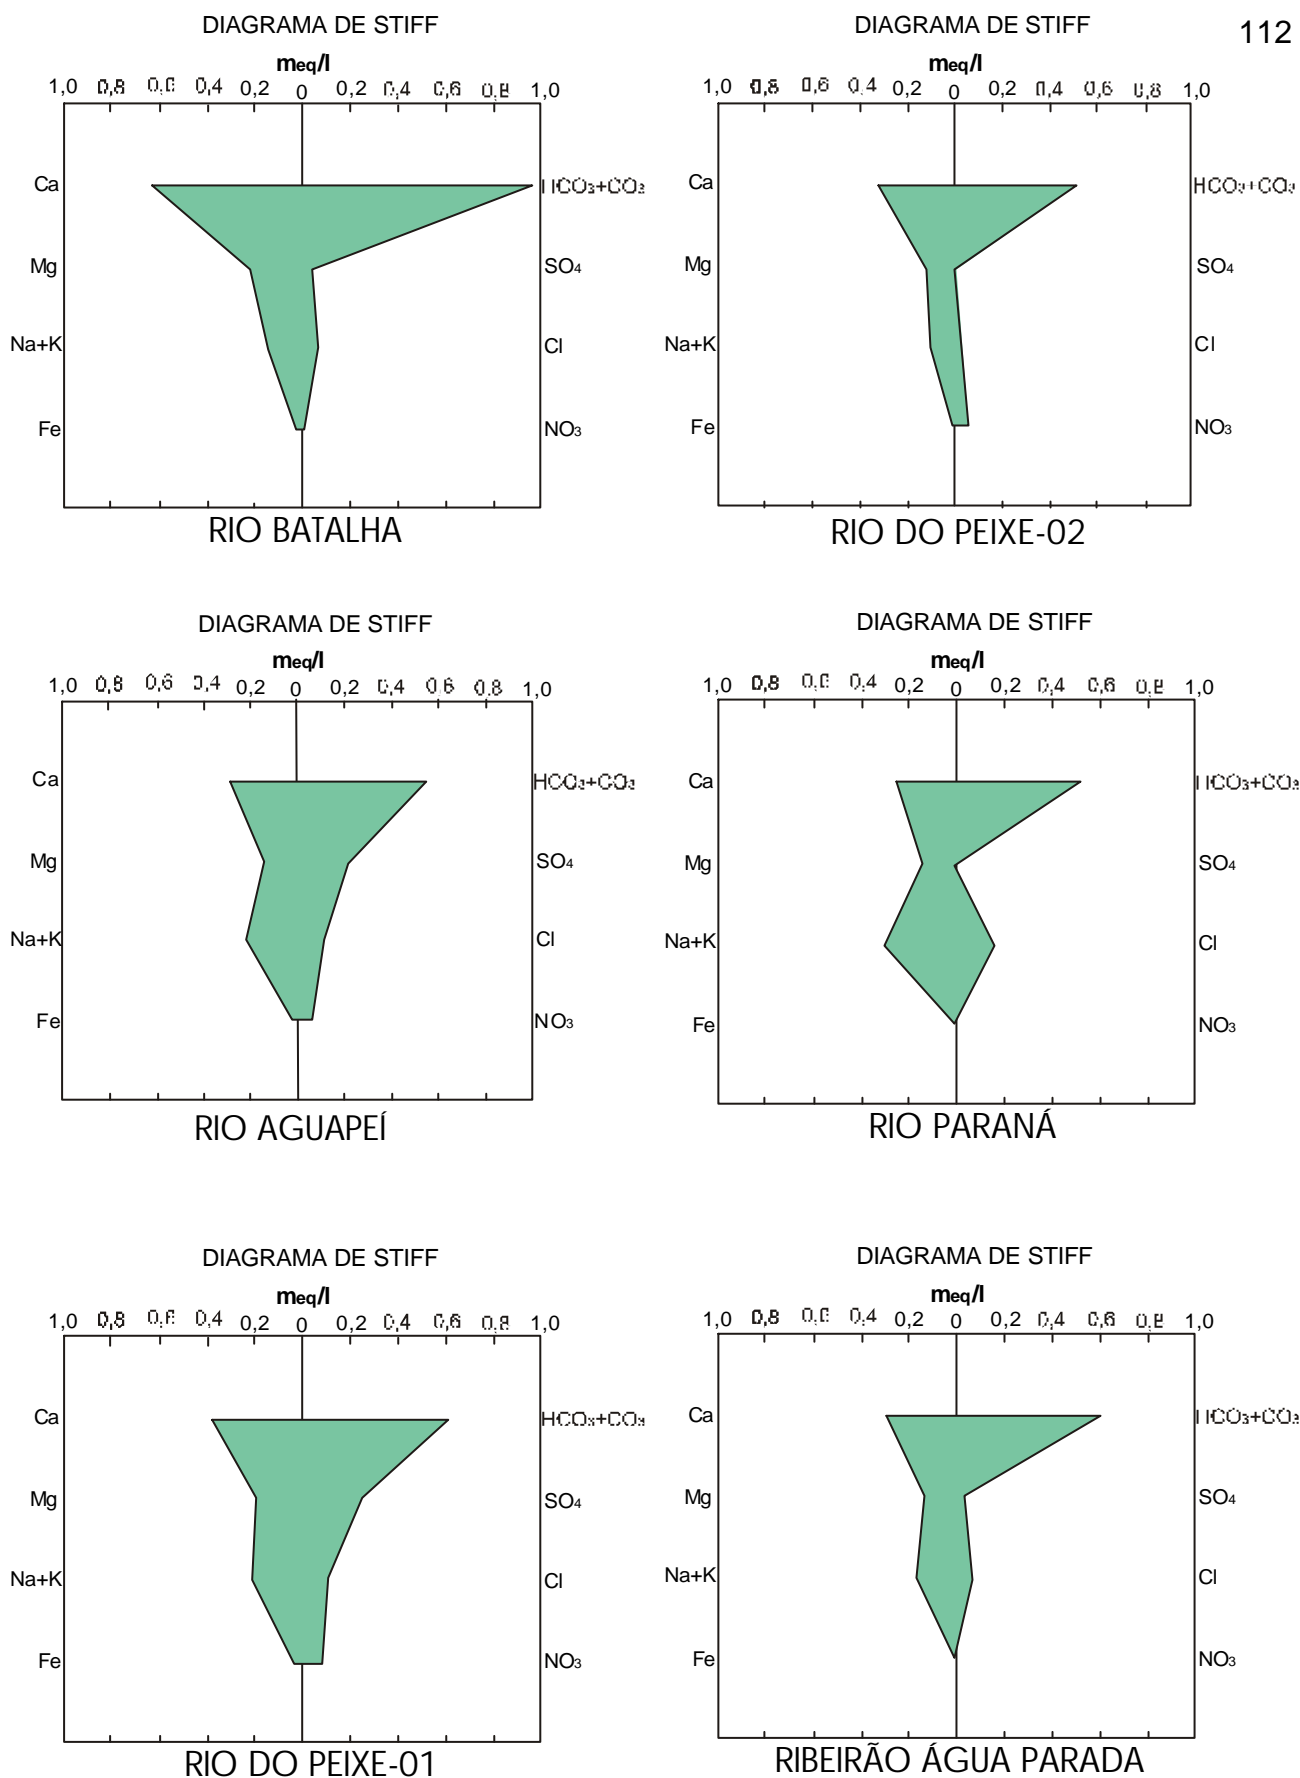 112
DIAGRAMA DE STIFF
meq/l
1,0 0,8 0,6 0,4 0,2 0 0,2 0,4 0,6 0,8 1,0
Ca HCO₃+CO₃
Mg SO₄
Na+K Cl
Fe NO₃
RIO BATALHA
DIAGRAMA DE STIFF
meq/l
1,0 0,8 0,6 0,4 0,2 0 0,2 0,4 0,6 0,8 1,0
Ca HCO₃+CO₃
Mg SO₄
Na+K Cl
Fe NO₃
RIO DO PEIXE-02
DIAGRAMA DE STIFF
meq/l
1,0 0,8 0,6 0,4 0,2 0 0,2 0,4 0,6 0,8 1,0
Ca HCO₃+CO₃
Mg SO₄
Na+K Cl
Fe NO₃
RIO AGUAPEÍ
DIAGRAMA DE STIFF
meq/l
1,0 0,8 0,6 0,4 0,2 0 0,2 0,4 0,6 0,8 1,0
Ca HCO₃+CO₃
Mg SO₄
Na+K Cl
Fe NO₃
RIO PARANÁ
DIAGRAMA DE STIFF
meq/l
1,0 0,8 0,6 0,4 0,2 0 0,2 0,4 0,6 0,8 1,0
Ca HCO₃+CO₃
Mg SO₄
Na+K Cl
Fe NO₃
RIO DO PEIXE-01
DIAGRAMA DE STIFF
meq/l
1,0 0,8 0,6 0,4 0,2 0 0,2 0,4 0,6 0,8 1,0
Ca HCO₃+CO₃
Mg SO₄
Na+K Cl
Fe NO₃
RIBEIRÃO ÁGUA PARADA